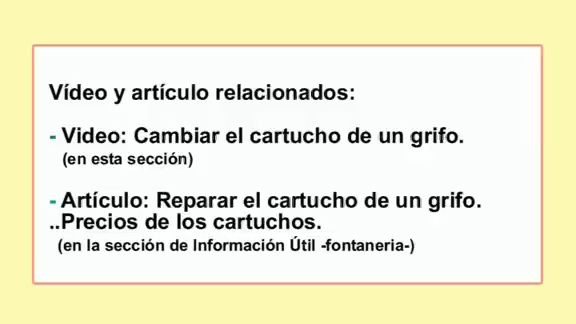 Vídeo y artículo relacionados:
- Video: Cambiar el cartucho de un grifo.
(en esta sección)
- Artículo: Reparar el cartucho de un grifo.
..Precios de los cartuchos.
(en la sección de Información Útil -fontaneria-)